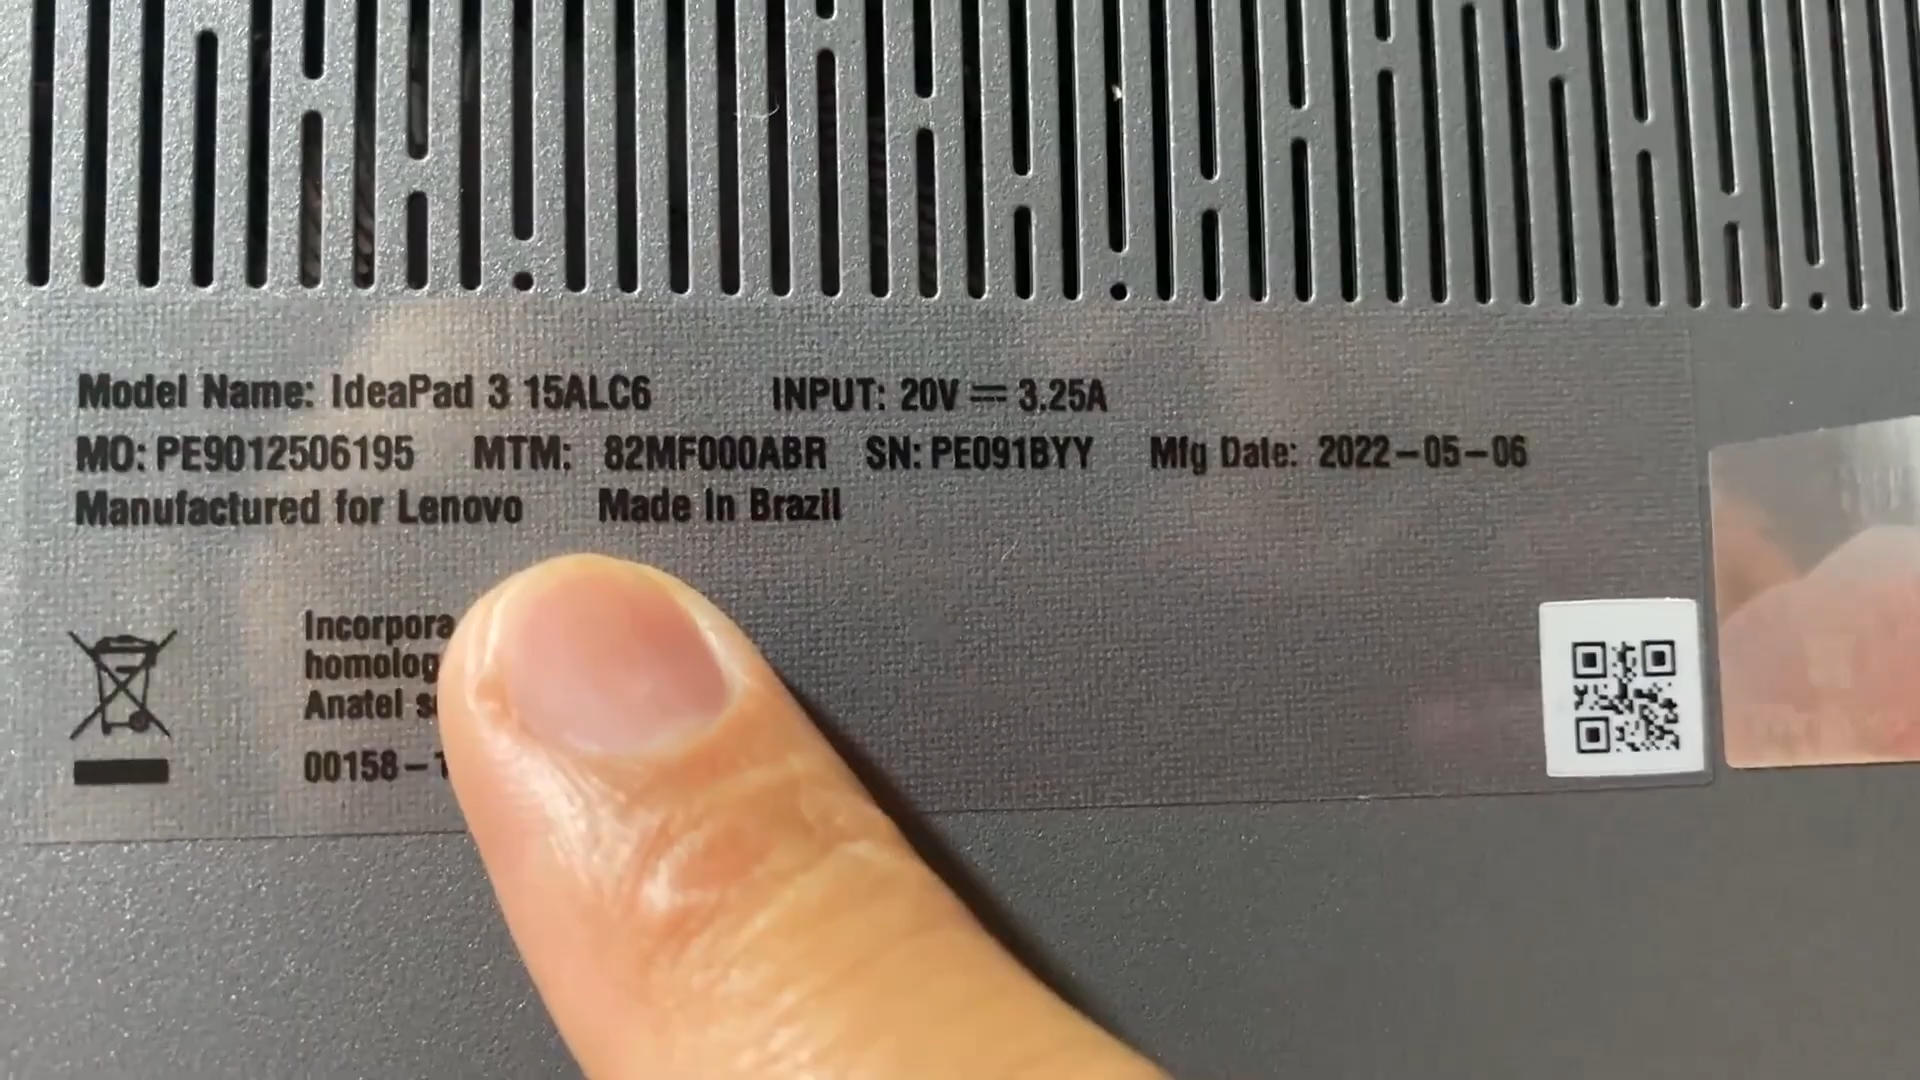 Model Name: IdeaPad 3 15ALC6 INPUT: 20V⎓3.25A
MO: PE9012506195 MTM: 82MF000ABR SN: PE091BYY Mfg Date: 2022-05-06
Manufactured for Lenovo Made In Brazil
Incorpora
homolog
Anatel s
00158-1